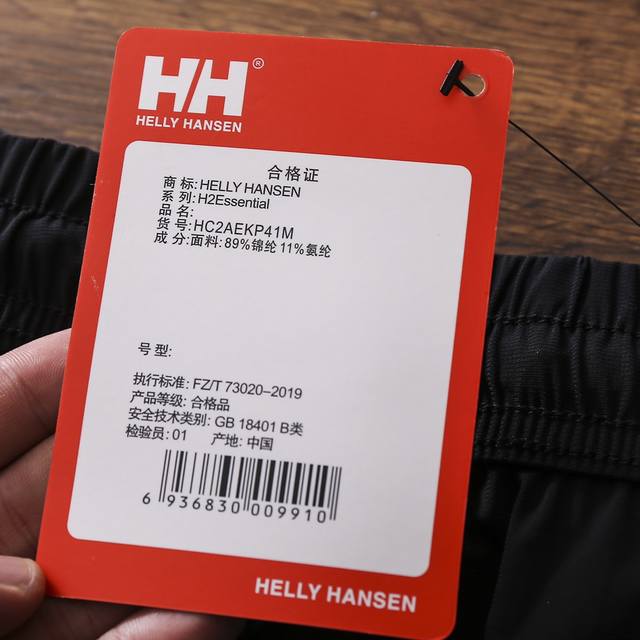 HH®
HELLY HANSEN
合格证
商 标: HELLY HANSEN
系 列: H2Essential
品 名:
货 号: HC2AEKP41M
成 分: 面料: 89%锦纶 11%氨纶
号 型:
执行标准: FZ/T 73020-2019
产品等级: 合格品
安全技术类别: GB 18401 B类
检验员: 01 产地: 中国
6 936830 009910
HELLY HANSEN